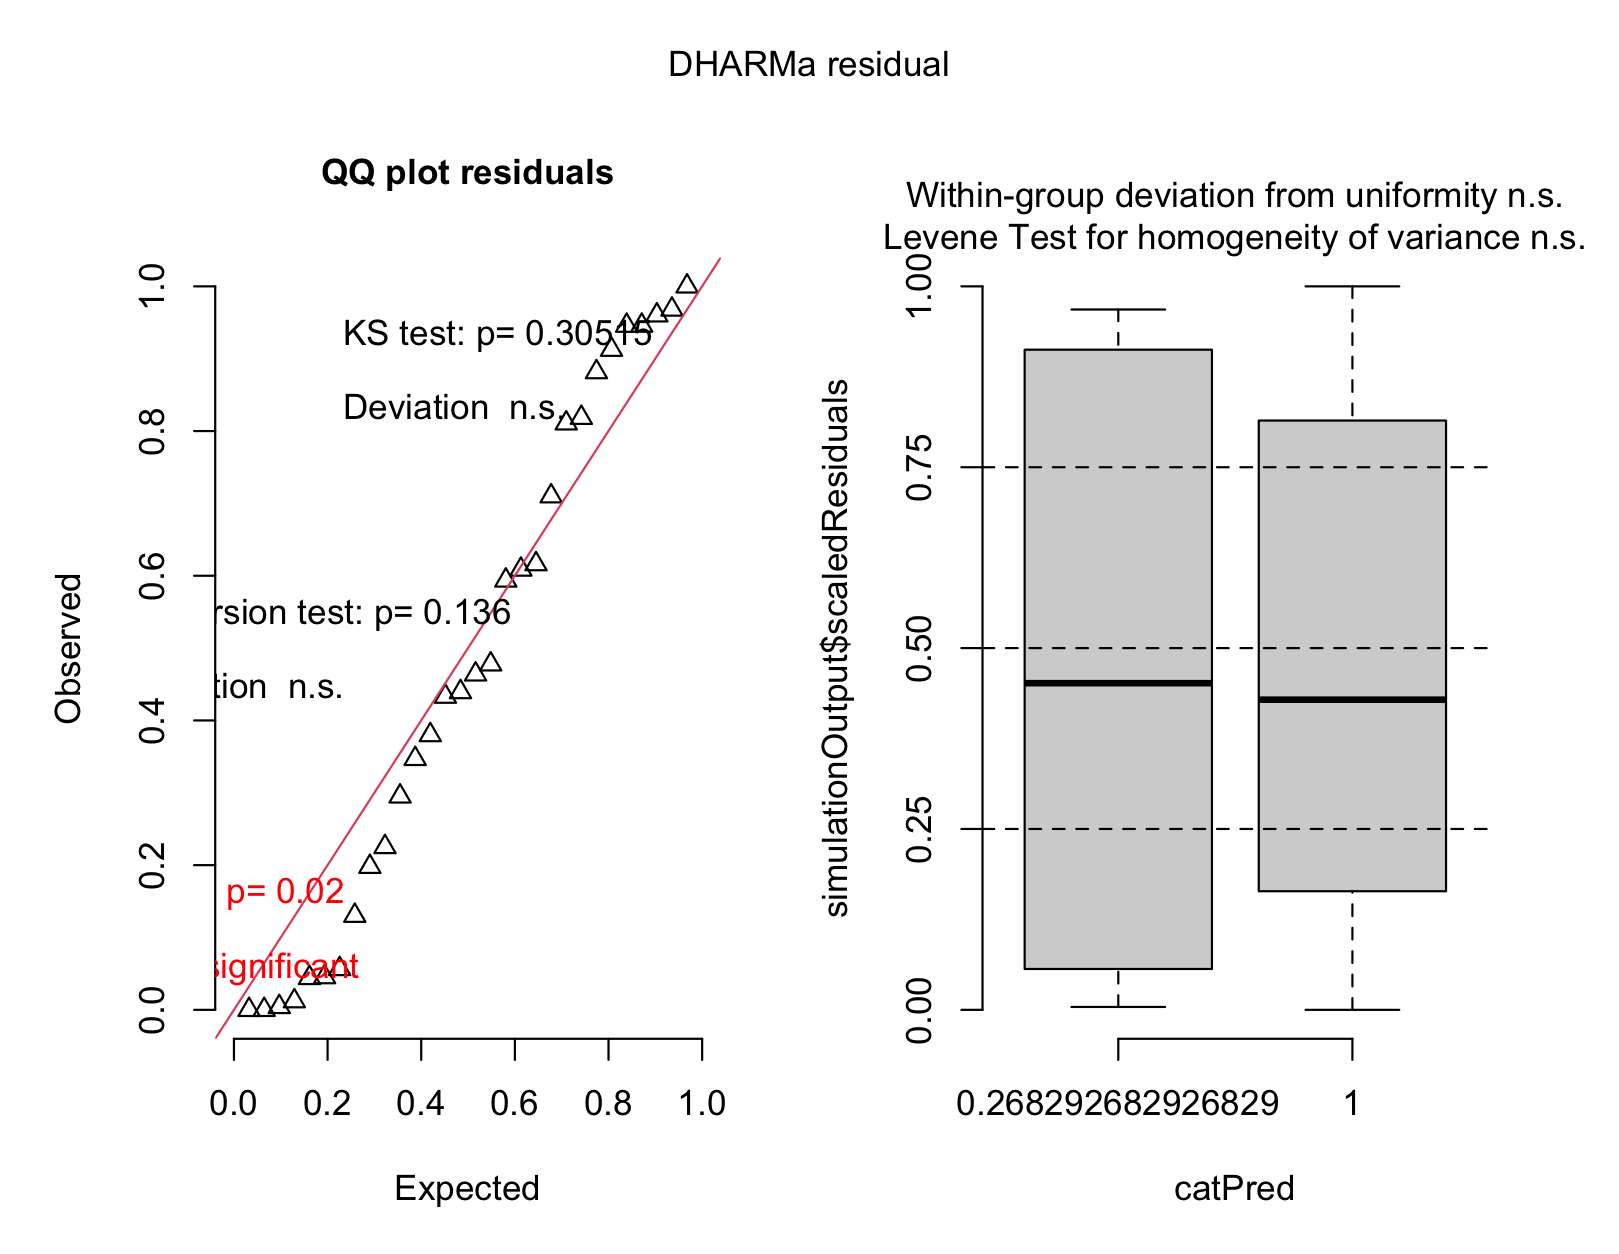 DHARMa residual
QQ plot residuals
KS test: p= 0.30515
Deviation n.s.
rsion test: p= 0.136
tion n.s.
p= 0.02
significant
Observed
1.0
0.8
0.6
0.4
0.2
0.0
0.0 0.2 0.4 0.6 0.8 1.0
Expected
Within-group deviation from uniformity n.s.
Levene Test for homogeneity of variance n.s.
simulationOutput$scaledResiduals
1.00
0.75
0.50
0.25
0.00
0.268292682926829 1
catPred